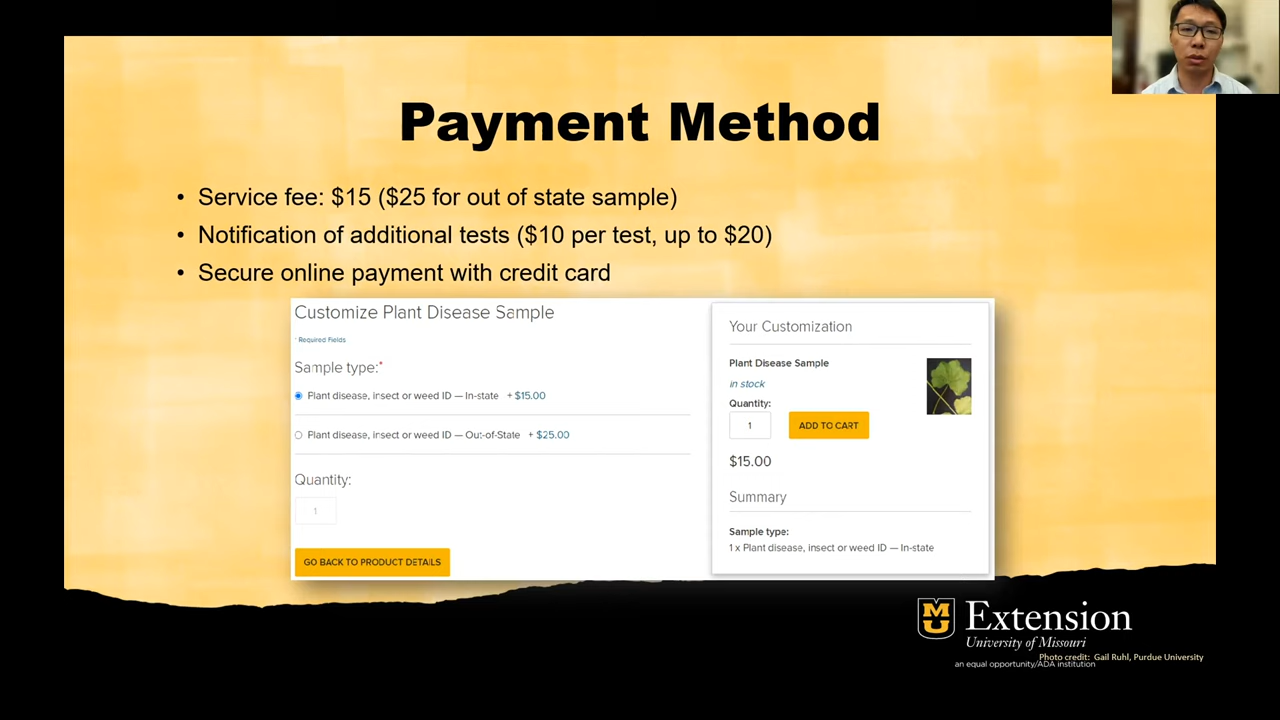 Payment Method
• Service fee: $15 ($25 for out of state sample)
• Notification of additional tests ($10 per test, up to $20)
• Secure online payment with credit card
Customize Plant Disease Sample
* Required Fields
Sample type:*
Plant disease, insect or weed ID — In-state + $15.00
Plant disease, insect or weed ID — Out-of-State + $25.00
Quantity:
1
GO BACK TO PRODUCT DETAILS
Your Customization
Plant Disease Sample
in stock
Quantity:
1 ADD TO CART
$15.00
Summary
Sample type:
1 x Plant disease, insect or weed ID — In-state
MU Extension
University of Missouri
Photo credit: Gail Ruhl, Purdue University
an equal opportunity/ADA institution